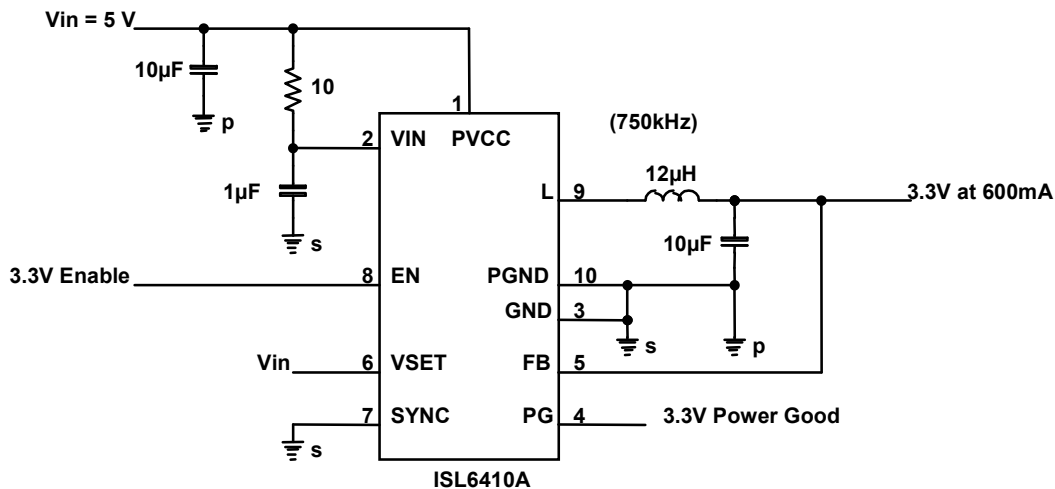 Vin = 5 V
10µF
p
10
1
2
VIN
PVCC
(750kHz)
1µF
s
L
9
12µH
3.3V at 600mA
10µF
3.3V Enable
8
EN
PGND
10
GND
3
s
p
Vin
6
VSET
FB
5
7
SYNC
s
PG
4
3.3V Power Good
ISL6410A